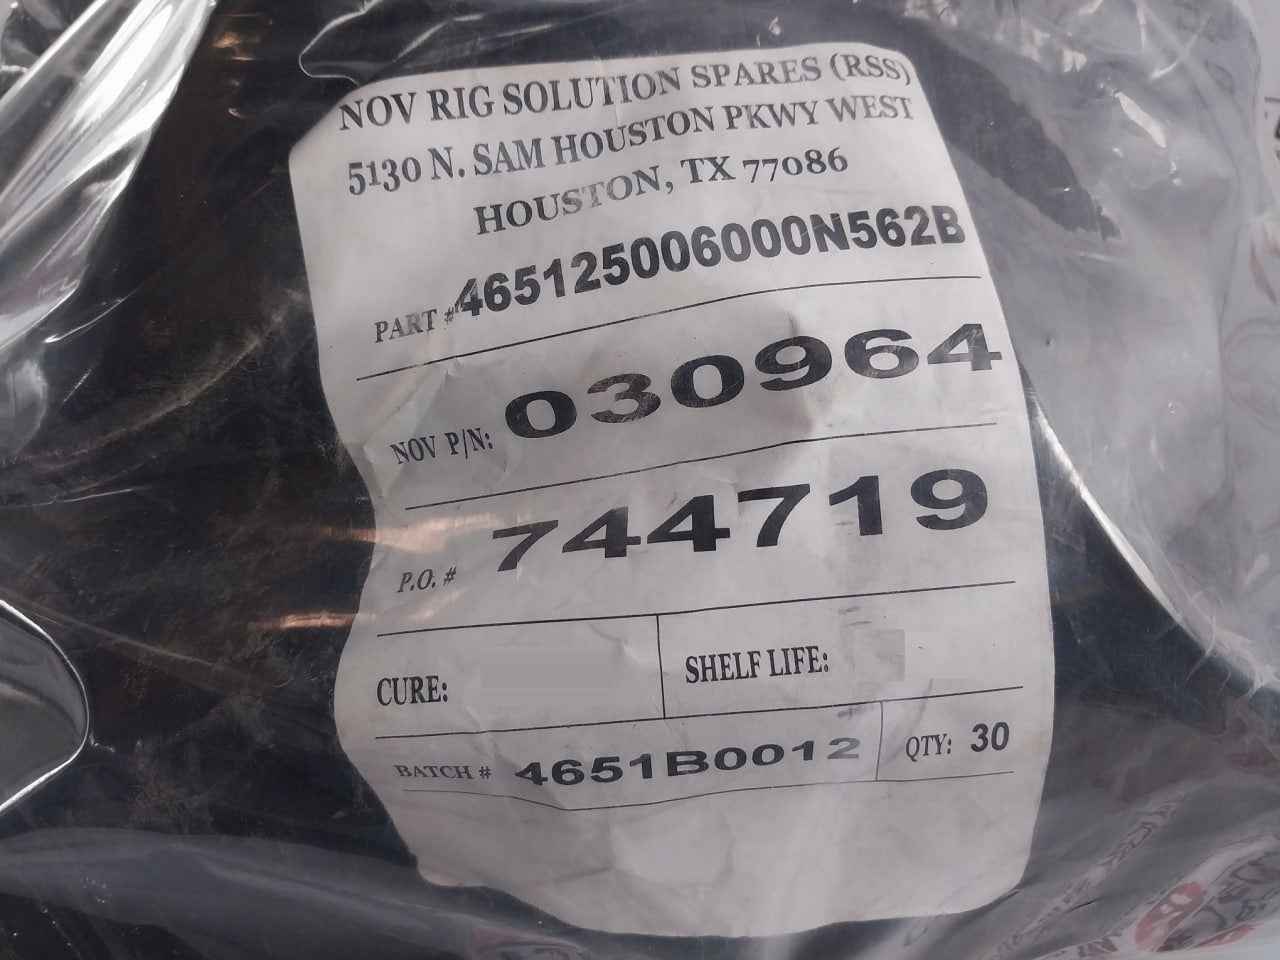 NOV RIG SOLUTION SPARES (RSS)
5130 N. SAM HOUSTON PKWY WEST
HOUSTON, TX 77086
PART # 465125006000N562B
NOV P/N: 030964
P.O. # 744719
CURE:
SHELF LIFE:
BATCH # 4651B0012
QTY: 30